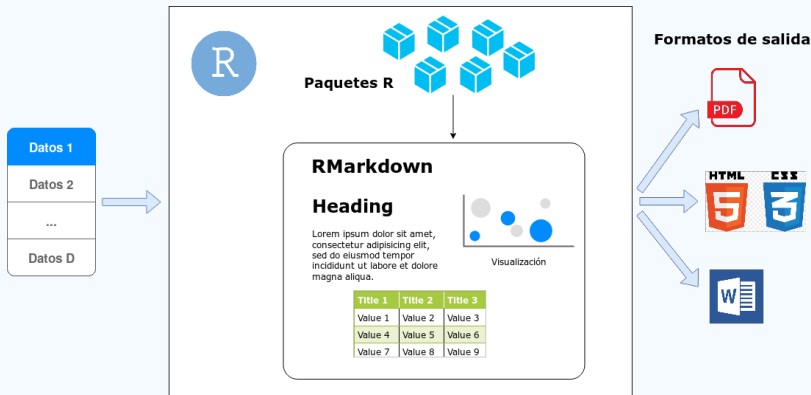 R
Paquetes R
Formatos de salida
PDF
Datos 1
Datos 2
...
Datos D
RMarkdown
Heading
Lorem ipsum dolor sit amet,
consectetur adipisicing elit,
sed do eiusmod tempor
incididunt ut labore et dolore
magna aliqua.
Visualización
Title 1 Title 2 Title 3
Value 1 Value 2 Value 3
Value 4 Value 5 Value 6
Value 7 Value 8 Value 9
HTML CSS
5 3
W